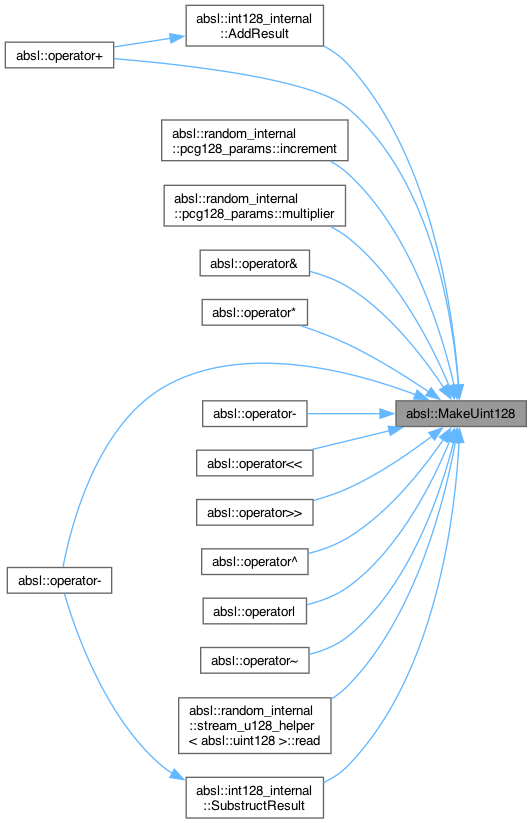 absl::int128_internal
::AddResult
absl::operator+
absl::random_internal
::pcg128_params::increment
absl::random_internal
::pcg128_params::multiplier
absl::operator&
absl::operator*
absl::MakeUint128
absl::operator-
absl::operator<<
absl::operator>>
absl::operator^
absl::operator-
absl::operator|
absl::operator~
absl::random_internal
::stream_u128_helper
< absl::uint128 >::read
absl::int128_internal
::SubstructResult